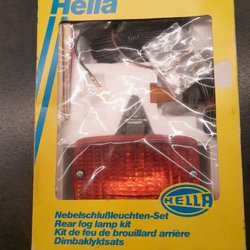 Hella
HELLA
Nebelschlußleuchten-Set
Rear fog lamp kit
Kit de feu de brouillard arrière
Dimbaklyktsats